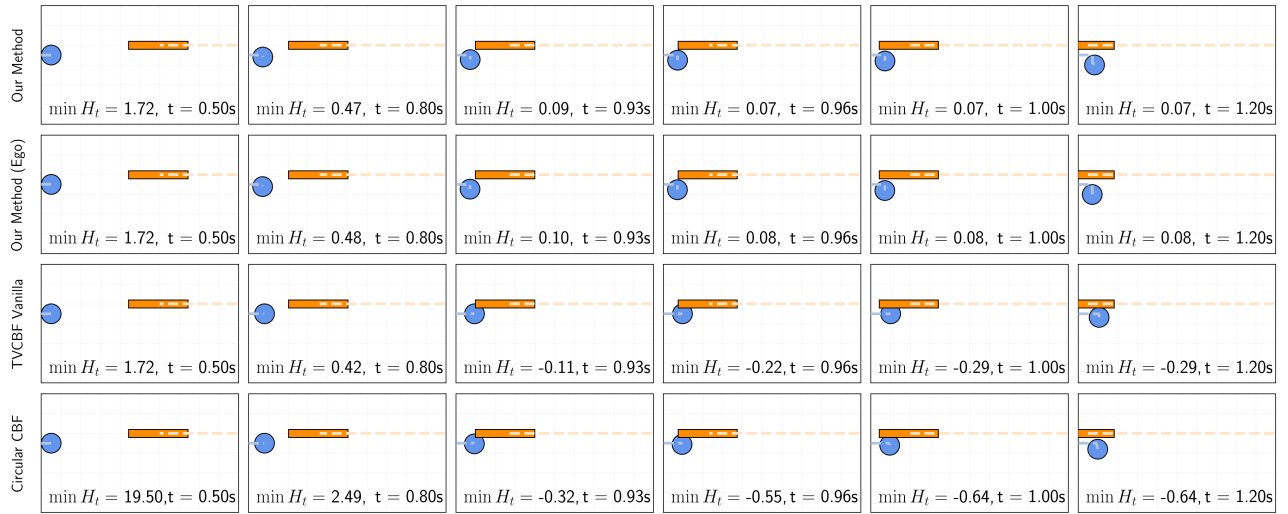 Our Method
min H_t = 1.72, t = 0.50s
min H_t = 0.47, t = 0.80s
min H_t = 0.09, t = 0.93s
min H_t = 0.07, t = 0.96s
min H_t = 0.07, t = 1.00s
min H_t = 0.07, t = 1.20s
Our Method (Ego)
min H_t = 1.72, t = 0.50s
min H_t = 0.48, t = 0.80s
min H_t = 0.10, t = 0.93s
min H_t = 0.08, t = 0.96s
min H_t = 0.08, t = 1.00s
min H_t = 0.08, t = 1.20s
TVCBF Vanilla
min H_t = 1.72, t = 0.50s
min H_t = 0.42, t = 0.80s
min H_t = -0.11, t = 0.93s
min H_t = -0.22, t = 0.96s
min H_t = -0.29, t = 1.00s
min H_t = -0.29, t = 1.20s
Circular CBF
min H_t = 19.50, t = 0.50s
min H_t = 2.49, t = 0.80s
min H_t = -0.32, t = 0.93s
min H_t = -0.55, t = 0.96s
min H_t = -0.64, t = 1.00s
min H_t = -0.64, t = 1.20s